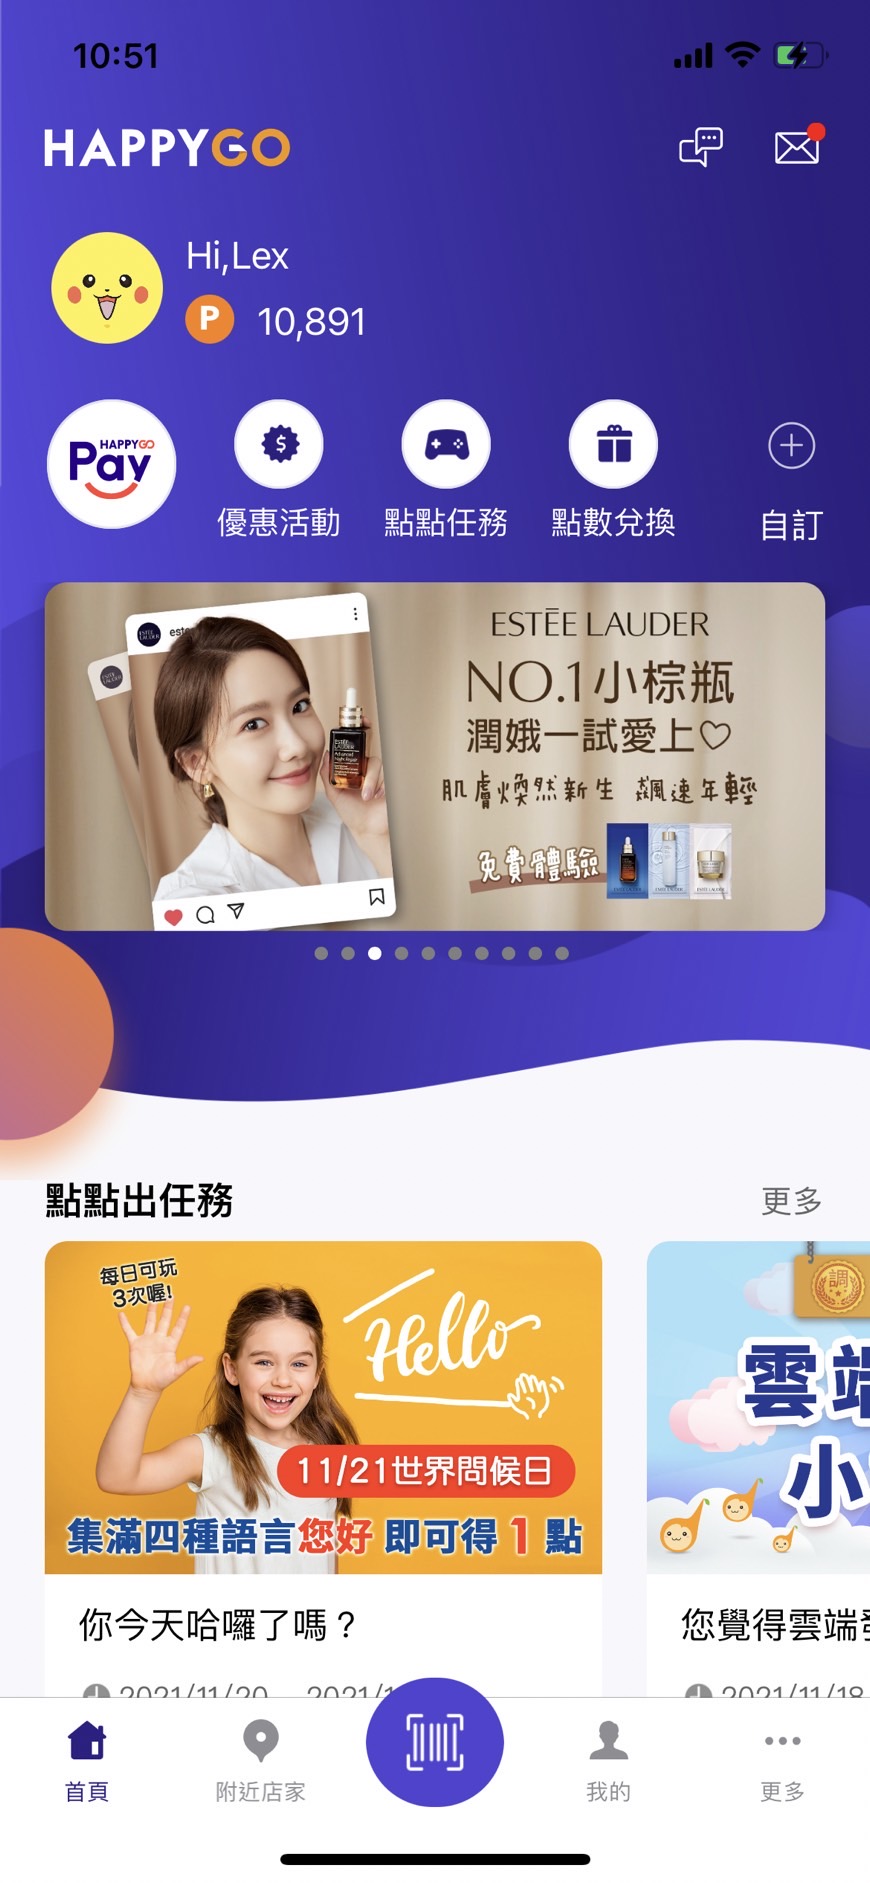 10:51
HAPPYGO
Hi,Lex
P 10,891
HAPPYGO
Pay
優惠活動
點點任務
點數兌換
自訂
ESTĒE LAUDER
NO.1小棕瓶
潤娥一試愛上♡
肌膚煥然新生 飆速年輕
免費體驗
點點出任務
更多
每日可玩
3次喔!
Hello
11/21世界問候日
集滿四種語言您好 即可得 1 點
調
雲端
小
你今天哈囉了嗎？
您覺得雲端發
2021/11/20
2021/1
2021/11/18
首頁
附近店家
我的
更多